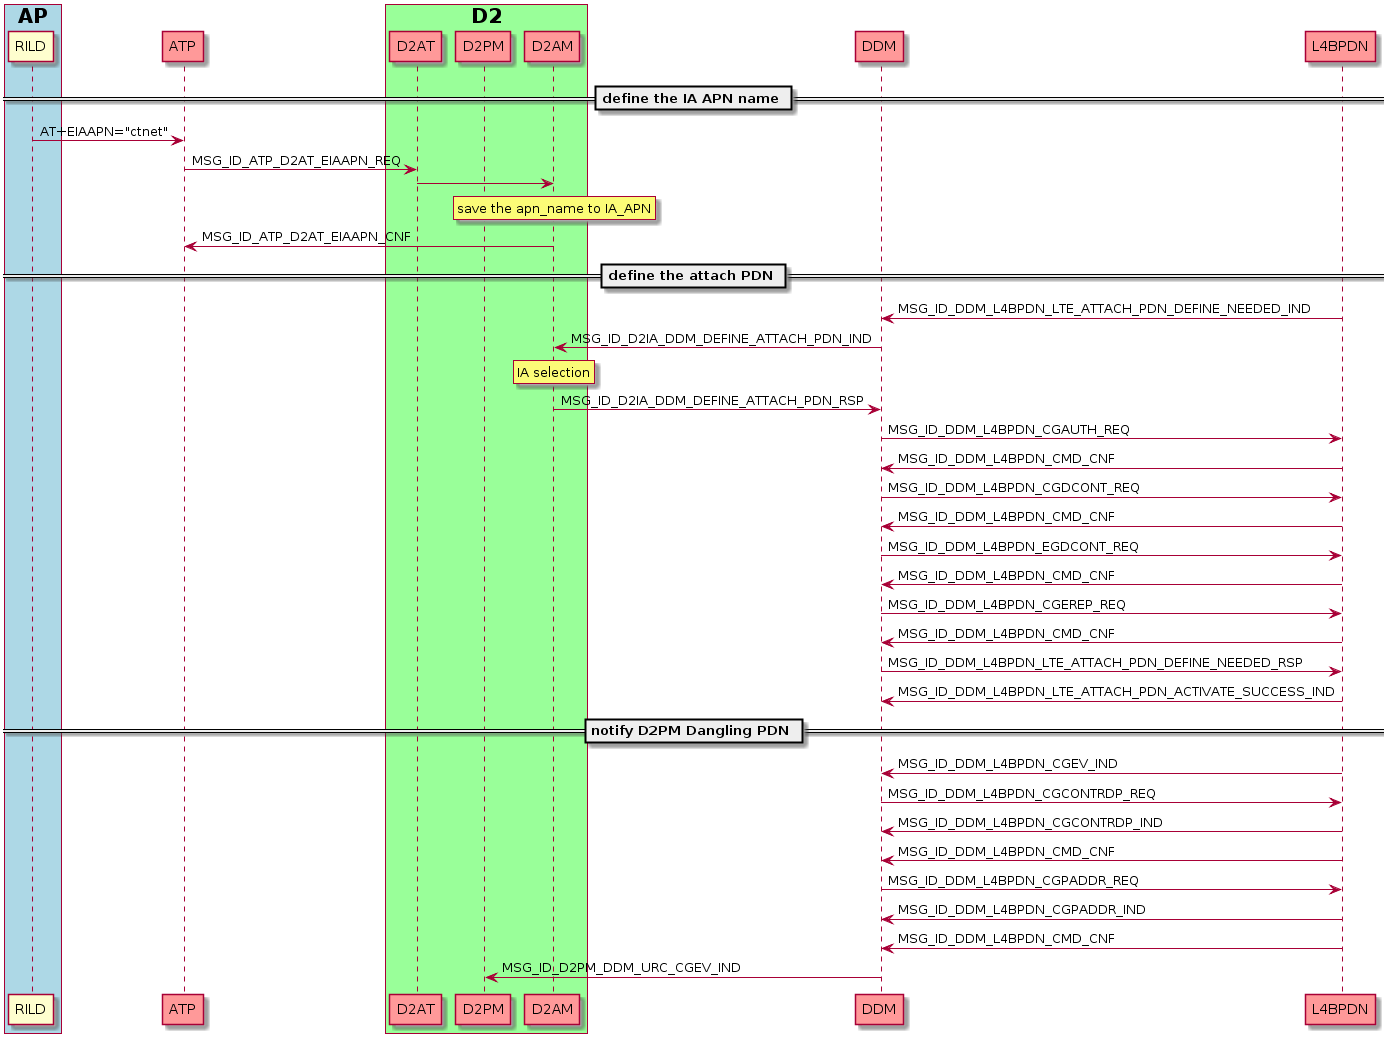 AP
D2
RILD
ATP
D2AT
D2PM
D2AM
DDM
L4BPDN
define the IA APN name
AT+EIAAPN="ctnet"
MSG_ID_ATP_D2AT_EIAAPN_REQ
save the apn_name to IA_APN
MSG_ID_ATP_D2AT_EIAAPN_CNF
define the attach PDN
MSG_ID_DDM_L4BPDN_LTE_ATTACH_PDN_DEFINE_NEEDED_IND
MSG_ID_D2IA_DDM_DEFINE_ATTACH_PDN_IND
IA selection
MSG_ID_D2IA_DDM_DEFINE_ATTACH_PDN_RSP
MSG_ID_DDM_L4BPDN_CGAUTH_REQ
MSG_ID_DDM_L4BPDN_CMD_CNF
MSG_ID_DDM_L4BPDN_CGDCONT_REQ
MSG_ID_DDM_L4BPDN_CMD_CNF
MSG_ID_DDM_L4BPDN_EGDCONT_REQ
MSG_ID_DDM_L4BPDN_CMD_CNF
MSG_ID_DDM_L4BPDN_CGEREP_REQ
MSG_ID_DDM_L4BPDN_CMD_CNF
MSG_ID_DDM_L4BPDN_LTE_ATTACH_PDN_DEFINE_NEEDED_RSP
MSG_ID_DDM_L4BPDN_LTE_ATTACH_PDN_ACTIVATE_SUCCESS_IND
notify D2PM Dangling PDN
MSG_ID_DDM_L4BPDN_CGEV_IND
MSG_ID_DDM_L4BPDN_CGCONTRDP_REQ
MSG_ID_DDM_L4BPDN_CGCONTRDP_IND
MSG_ID_DDM_L4BPDN_CMD_CNF
MSG_ID_DDM_L4BPDN_CGPADDR_REQ
MSG_ID_DDM_L4BPDN_CGPADDR_IND
MSG_ID_DDM_L4BPDN_CMD_CNF
MSG_ID_D2PM_DDM_URC_CGEV_IND
RILD
ATP
D2AT
D2PM
D2AM
DDM
L4BPDN